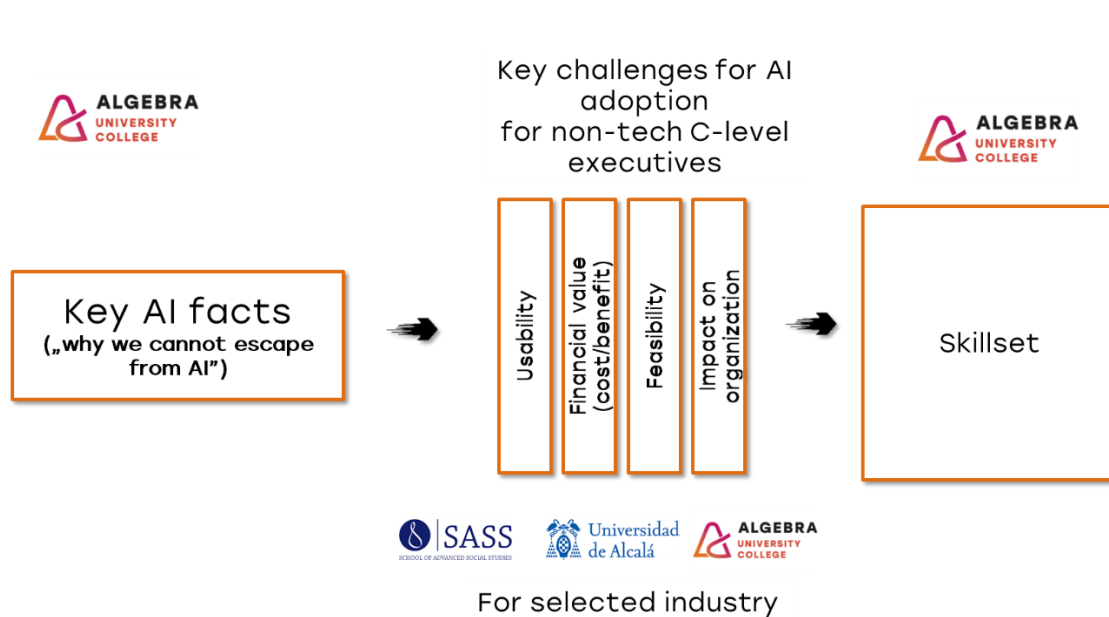 ALGEBRA
UNIVERSITY
COLLEGE
Key AI facts
(„why we cannot escape
from AI”)
Key challenges for AI
adoption
for non-tech C-level
executives
Usability
Financial value
(cost/benefit)
Feasibility
Impact on
organization
SASS
SCHOOL OF ADVANCED SOCIAL STUDIES
Universidad
de Alcalá
ALGEBRA
UNIVERSITY
COLLEGE
For selected industry
ALGEBRA
UNIVERSITY
COLLEGE
Skillset